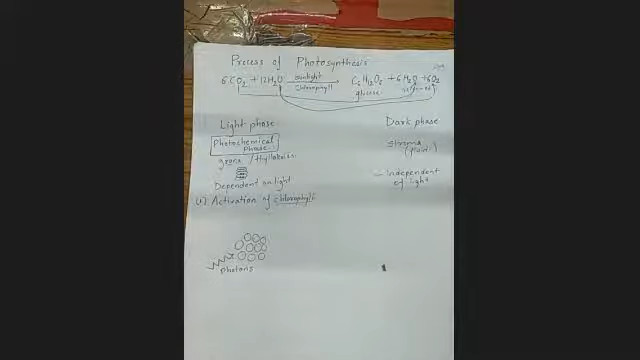 Process of Photosynthesis
6CO2 + 12H2O sunlight chlorophyll C6H12O6 + 6H2O + 6O2
glucose
Light phase
Dark phase
Photochemical phase
stroma
grana / thyllakoids
Dependent on light
independent of light
Activation of chlorophyll
photons